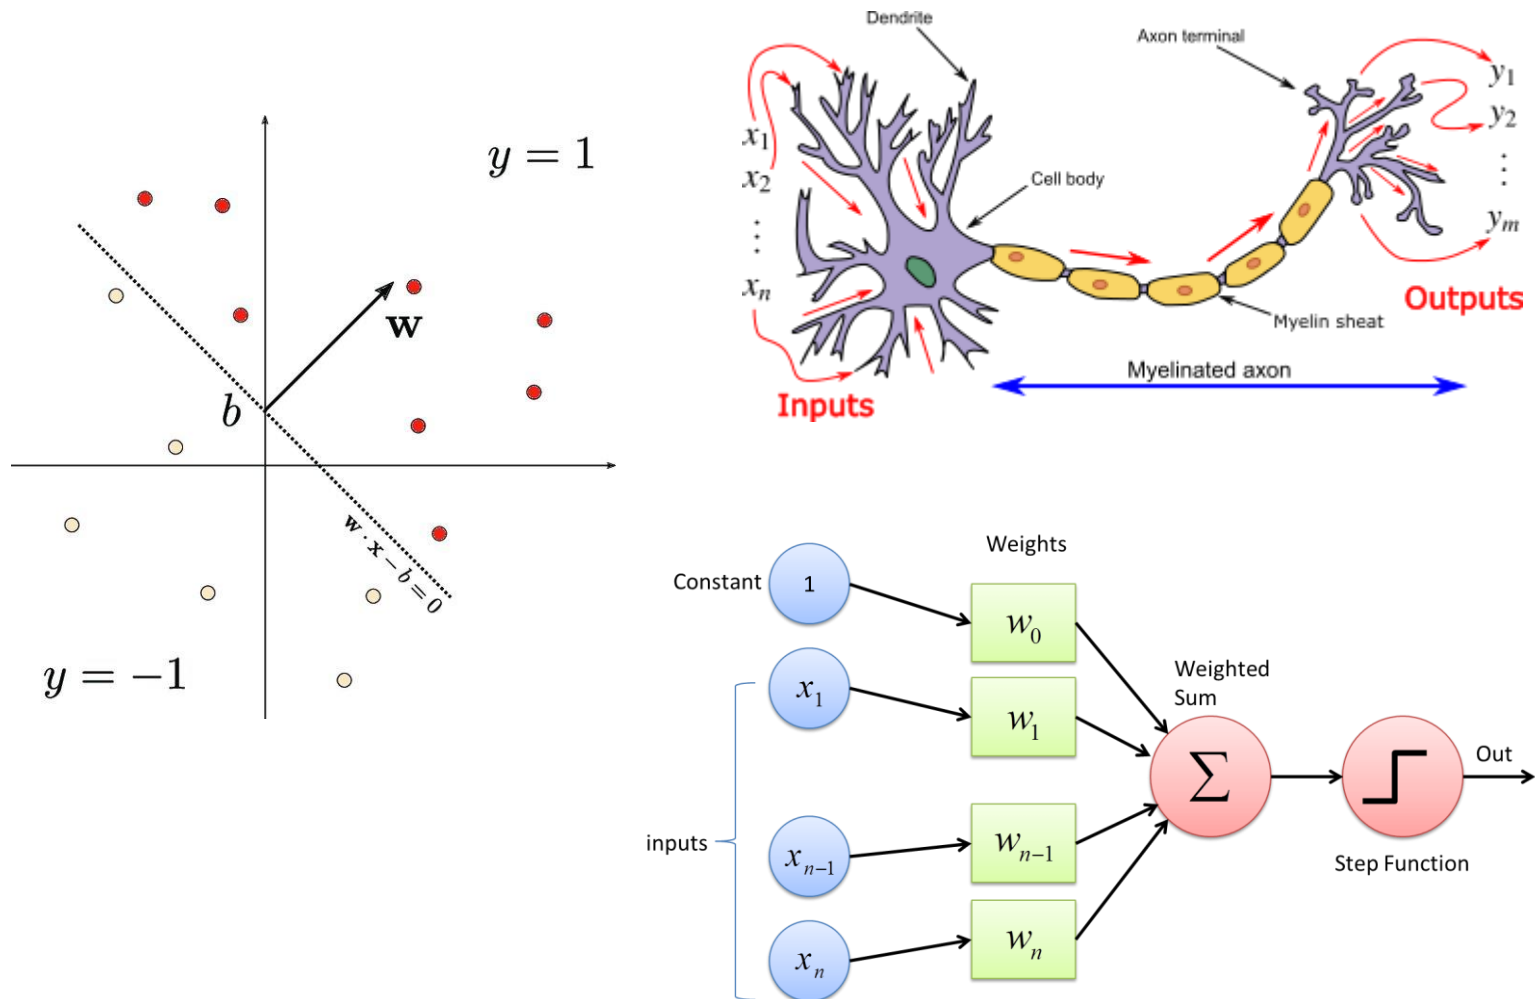 y = 1
w
b
w · x − b = 0
y = −1
Dendrite
Axon terminal
x₁
x₂
⋮
xₙ
Cell body
y₁
y₂
⋮
yₘ
Outputs
Myelin sheat
Myelinated axon
Inputs
Weights
Constant
1
w₀
x₁
w₁
Weighted
Sum
Σ
Out
inputs
xₙ₋₁
wₙ₋₁
Step Function
xₙ
wₙ